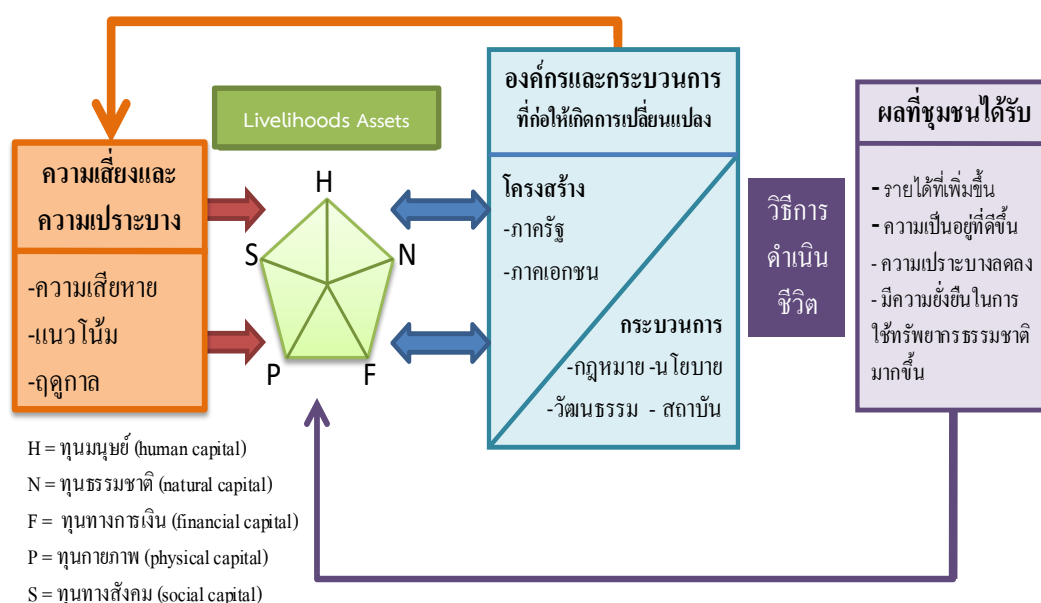 ความเสี่ยงและ
ความเปราะบาง
-ความเสียหาย
-แนวโน้ม
-ฤดูกาล
Livelihoods Assets
H
S
N
P
F
องค์กรและกระบวนการ
ที่ก่อให้เกิดการเปลี่ยนแปลง
โครงสร้าง
-ภาครัฐ
-ภาคเอกชน
กระบวนการ
-กฎหมาย -นโยบาย
-วัฒนธรรม - สถาบัน
วิธีการ
ดำเนิน
ชีวิต
ผลที่ชุมชนได้รับ
- รายได้ที่เพิ่มขึ้น
- ความเป็นอยู่ที่ดีขึ้น
- ความเปราะบางลดลง
- มีความยั่งยืนในการ
ใช้ทรัพยากรธรรมชาติ
มากขึ้น
H = ทุนมนุษย์ (human capital)
N = ทุนธรรมชาติ (natural capital)
F = ทุนทางการเงิน (financial capital)
P = ทุนกายภาพ (physical capital)
S = ทุนทางสังคม (social capital)